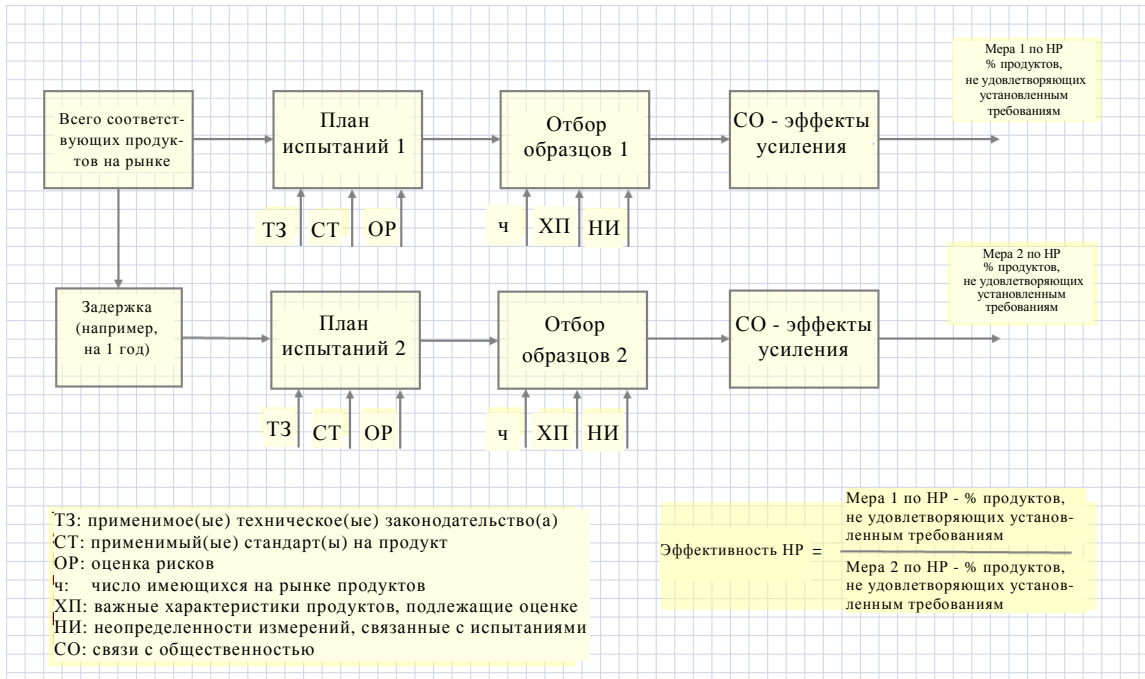 Мера 1 по НР
% продуктов,
не удовлетворяющих
установленным
требованиям
Всего соответст-
вующих продук-
тов на рынке
План
испытаний 1
Отбор
образцов 1
СО - эффекты
усиления
ТЗ СТ ОР
ч ХП НИ
Мера 2 по НР
% продуктов,
не удовлетворяющих
установленным
требованиям
Задержка
(например,
на 1 год)
План
испытаний 2
Отбор
образцов 2
СО - эффекты
усиления
ТЗ СТ ОР
ч ХП НИ
ТЗ: применимое(ые) техническое(ые) законодательство(а)
СТ: применимый(ые) стандарт(ы) на продукт
ОР: оценка рисков
ч: число имеющихся на рынке продуктов
ХП: важные характеристики продуктов, подлежащие оценке
НИ: неопределенности измерений, связанные с испытаниями
СО: связи с общественностью
Эффективность НР =
Мера 1 по НР - % продуктов,
не удовлетворяющих установ-
ленным требованиям
Мера 2 по НР - % продуктов,
не удовлетворяющих установ-
ленным требованиям